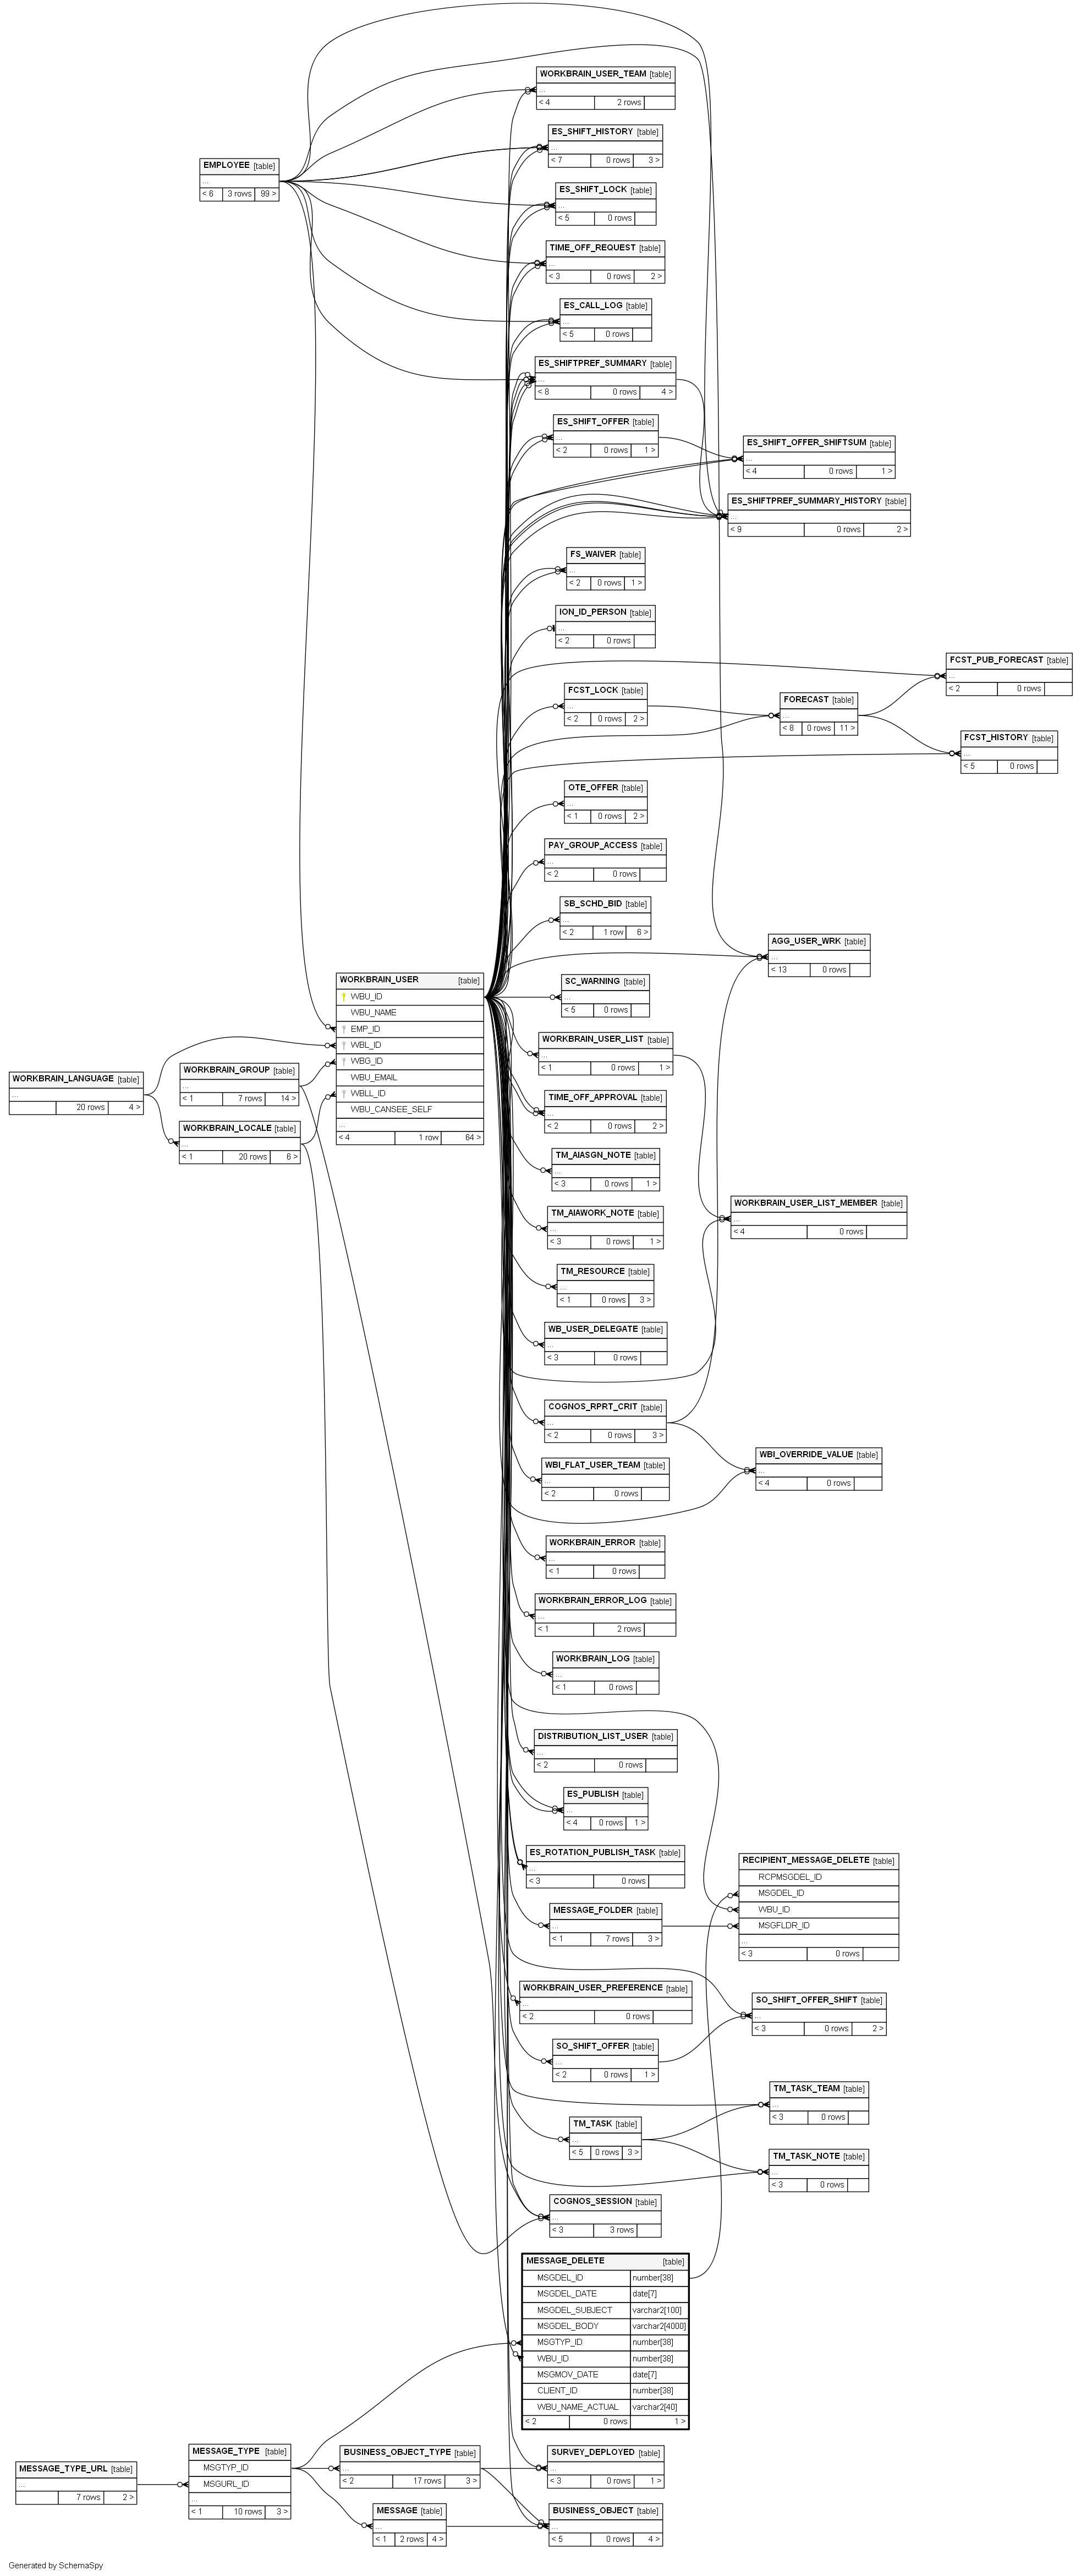 WORKBRAIN_USER_TEAM [table]
...
< 4 2 rows
ES_SHIFT_HISTORY [table]
...
< 7 0 rows 3 >
EMPLOYEE [table]
...
< 6 3 rows 99 >
ES_SHIFT_LOCK [table]
...
< 5 0 rows
TIME_OFF_REQUEST [table]
...
< 3 0 rows 2 >
ES_CALL_LOG [table]
...
< 5 0 rows
ES_SHIFTPREF_SUMMARY [table]
...
< 8 0 rows 4 >
ES_SHIFT_OFFER [table]
...
< 2 0 rows 1 >
ES_SHIFT_OFFER_SHIFTSUM [table]
...
< 4 0 rows 1 >
ES_SHIFTPREF_SUMMARY_HISTORY [table]
...
< 9 0 rows 2 >
FS_WAIVER [table]
...
< 2 0 rows 1 >
ION_ID_PERSON [table]
...
< 2 0 rows
FCST_PUB_FORECAST [table]
...
< 2 0 rows
FCST_LOCK [table]
...
< 2 0 rows 2 >
FORECAST [table]
...
< 8 0 rows 11 >
FCST_HISTORY [table]
...
< 5 0 rows
OTE_OFFER [table]
...
< 1 0 rows 2 >
PAY_GROUP_ACCESS [table]
...
< 2 0 rows
SB_SCHD_BID [table]
...
< 2 1 row 6 >
AGG_USER_WRK [table]
...
< 13 0 rows
WORKBRAIN_USER [table]
WBU_ID
WBU_NAME
EMP_ID
WBL_ID
WBG_ID
WBU_EMAIL
WBLL_ID
WBU_CANSEE_SELF
...
< 4 1 row 64 >
SC_WARNING [table]
...
< 5 0 rows
WORKBRAIN_USER_LIST [table]
...
< 1 0 rows 1 >
WORKBRAIN_LANGUAGE [table]
...
20 rows 4 >
WORKBRAIN_GROUP [table]
...
< 1 7 rows 14 >
WORKBRAIN_LOCALE [table]
...
< 1 20 rows 6 >
TIME_OFF_APPROVAL [table]
...
< 2 0 rows 2 >
TM_AIASGN_NOTE [table]
...
< 3 0 rows 1 >
TM_AIAWORK_NOTE [table]
...
< 3 0 rows 1 >
WORKBRAIN_USER_LIST_MEMBER [table]
...
< 4 0 rows
TM_RESOURCE [table]
...
< 1 0 rows 3 >
WB_USER_DELEGATE [table]
...
< 3 0 rows
COGNOS_RPRT_CRIT [table]
...
< 2 0 rows 3 >
WBI_OVERRIDE_VALUE [table]
...
< 4 0 rows
WBI_FLAT_USER_TEAM [table]
...
< 2 0 rows
WORKBRAIN_ERROR [table]
...
< 1 0 rows
WORKBRAIN_ERROR_LOG [table]
...
< 1 2 rows
WORKBRAIN_LOG [table]
...
< 1 0 rows
DISTRIBUTION_LIST_USER [table]
...
< 2 0 rows
ES_PUBLISH [table]
...
< 4 0 rows 1 >
ES_ROTATION_PUBLISH_TASK [table]
...
< 3 0 rows
RECIPIENT_MESSAGE_DELETE [table]
RCPMSGDEL_ID
MSGDEL_ID
WBU_ID
MSGFLDR_ID
...
< 3 0 rows
MESSAGE_FOLDER [table]
...
< 1 7 rows 3 >
WORKBRAIN_USER_PREFERENCE [table]
...
< 2 0 rows
SO_SHIFT_OFFER_SHIFT [table]
...
< 3 0 rows 2 >
SO_SHIFT_OFFER [table]
...
< 2 0 rows 1 >
TM_TASK_TEAM [table]
...
< 3 0 rows
TM_TASK [table]
...
< 5 0 rows 3 >
TM_TASK_NOTE [table]
...
< 3 0 rows
COGNOS_SESSION [table]
...
< 3 3 rows
MESSAGE_DELETE [table]
MSGDEL_ID number[38]
MSGDEL_DATE date[7]
MSGDEL_SUBJECT varchar2[100]
MSGDEL_BODY varchar2[4000]
MSGTYP_ID number[38]
WBU_ID number[38]
MSGMOV_DATE date[7]
CLIENT_ID number[38]
WBU_NAME_ACTUAL varchar2[40]
< 2 0 rows 1 >
MESSAGE_TYPE_URL [table]
...
7 rows 2 >
MESSAGE_TYPE [table]
MSGTYP_ID
MSGURL_ID
...
< 1 10 rows 3 >
BUSINESS_OBJECT_TYPE [table]
...
< 2 17 rows 3 >
SURVEY_DEPLOYED [table]
...
< 3 0 rows 1 >
MESSAGE [table]
...
< 1 2 rows 4 >
BUSINESS_OBJECT [table]
...
< 5 0 rows 4 >
Generated by SchemaSpy